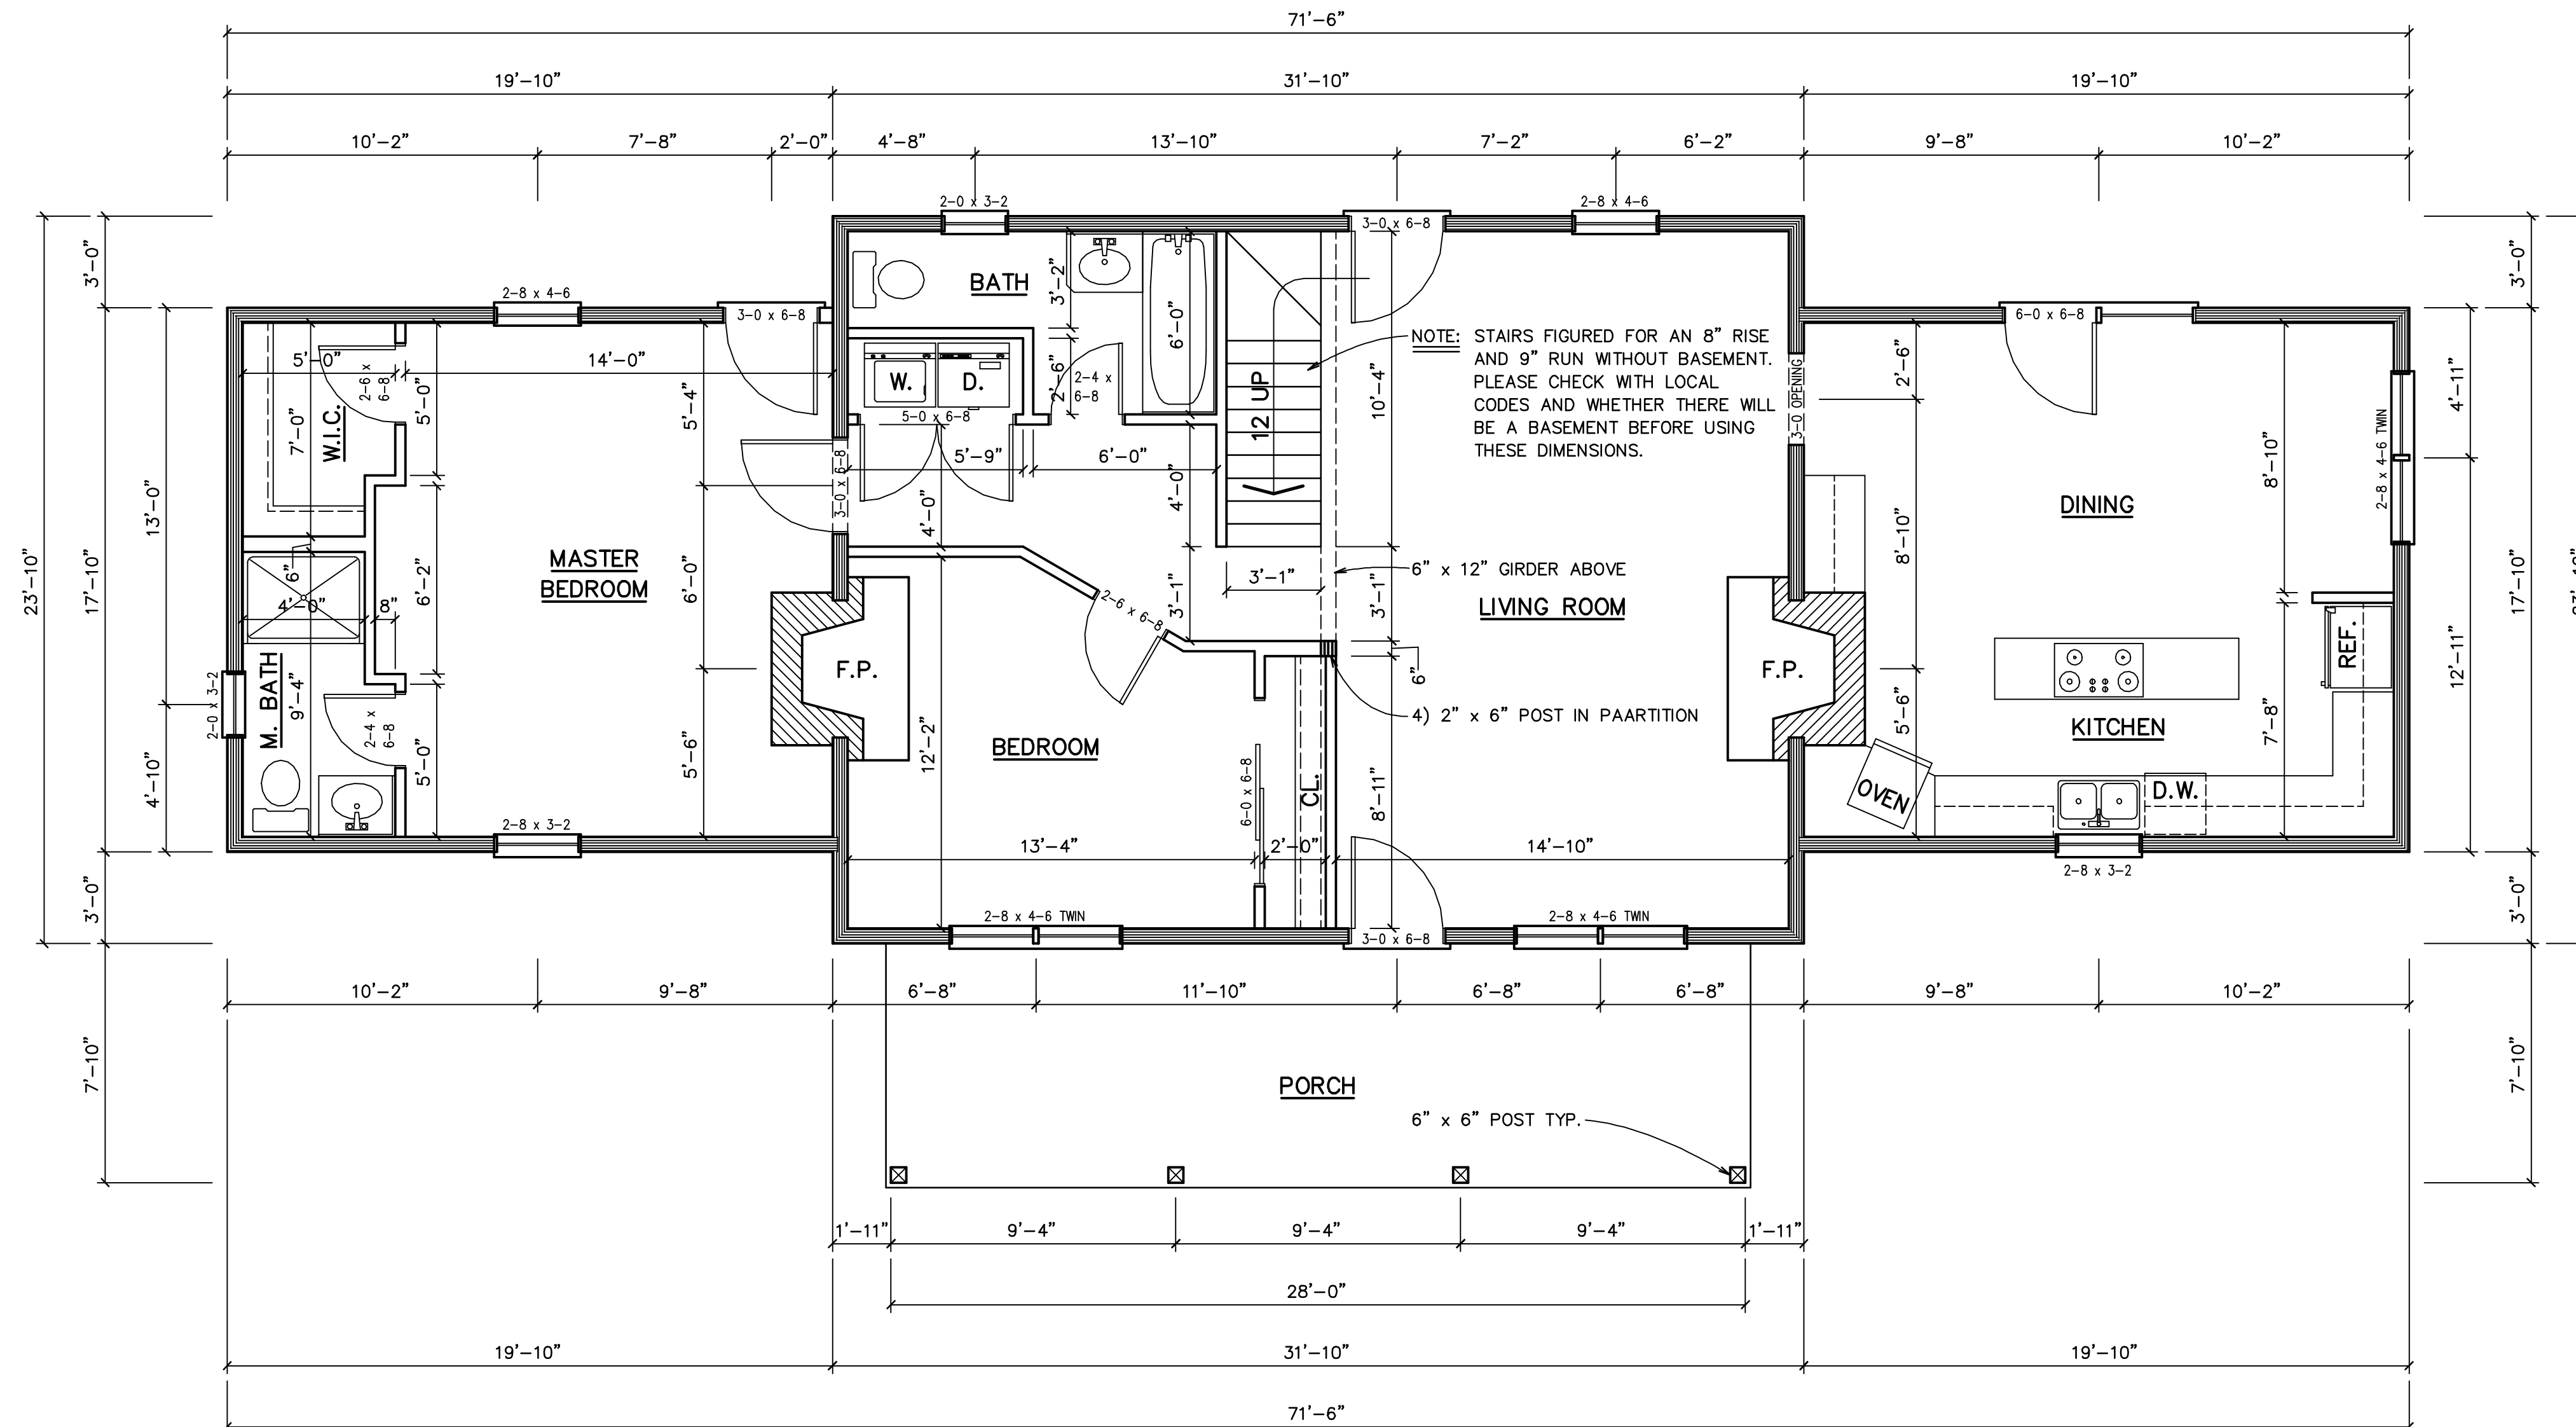 71'-6"
19'-10" 31'-10" 19'-10"
10'-2" 7'-8" 2'-0" 4'-8" 13'-10" 7'-2" 6'-2" 9'-8" 10'-2"
2-0 x 3-2
2-8 x 4-6
3-0 x 6-8
23'-10"
3'-0"
17'-10"
3'-0"
7'-10"
13'-0"
4'-10"
2-8 x 4-6
3-0 x 6-8
5'-0"
14'-0"
2-6 x
6-8
7'-0"
W.I.C.
5'-0"
5'-4"
6"
4'-0"
8"
6'-2"
6'-0"
MASTER
BEDROOM
M. BATH
9'-4"
2-0 x 3-2
2-4 x
6-8
5'-0"
5'-6"
2-8 x 3-2
BATH
3'-2"
6'-0"
W.
D.
2'-6"
2-4 x
6-8
5-0 x 6-8
5'-9"
6'-0"
3-0 x 6-8
4'-0"
4'-0"
12 UP
10'-4"
NOTE: STAIRS FIGURED FOR AN 8" RISE
AND 9" RUN WITHOUT BASEMENT.
PLEASE CHECK WITH LOCAL
CODES AND WHETHER THERE WILL
BE A BASEMENT BEFORE USING
THESE DIMENSIONS.
3'-1"
3'-1"
3'-1"
6" x 12" GIRDER ABOVE
LIVING ROOM
2-6 x 6-8
F.P.
F.P.
6"
4) 2" x 6" POST IN PAARTITION
BEDROOM
12'-2"
6-0 x 6-8
CL.
8'-11"
13'-4"
2'-0"
14'-10"
2-8 x 4-6 TWIN
3-0 x 6-8
2-8 x 4-6 TWIN
3-0 OPENING
6-0 x 6-8
2'-6"
8'-10"
8'-10"
DINING
2-8 x 4-6 TWIN
4'-11"
12'-11"
REF.
5'-6"
7'-8"
KITCHEN
OVEN
D.W.
2-8 x 3-2
3'-0"
17'-10"
3'-0"
7'-10"
10'-2" 9'-8" 6'-8" 11'-10" 6'-8" 6'-8" 9'-8" 10'-2"
PORCH
6" x 6" POST TYP.
1'-11" 9'-4" 9'-4" 9'-4" 1'-11"
28'-0"
19'-10" 31'-10" 19'-10"
71'-6"